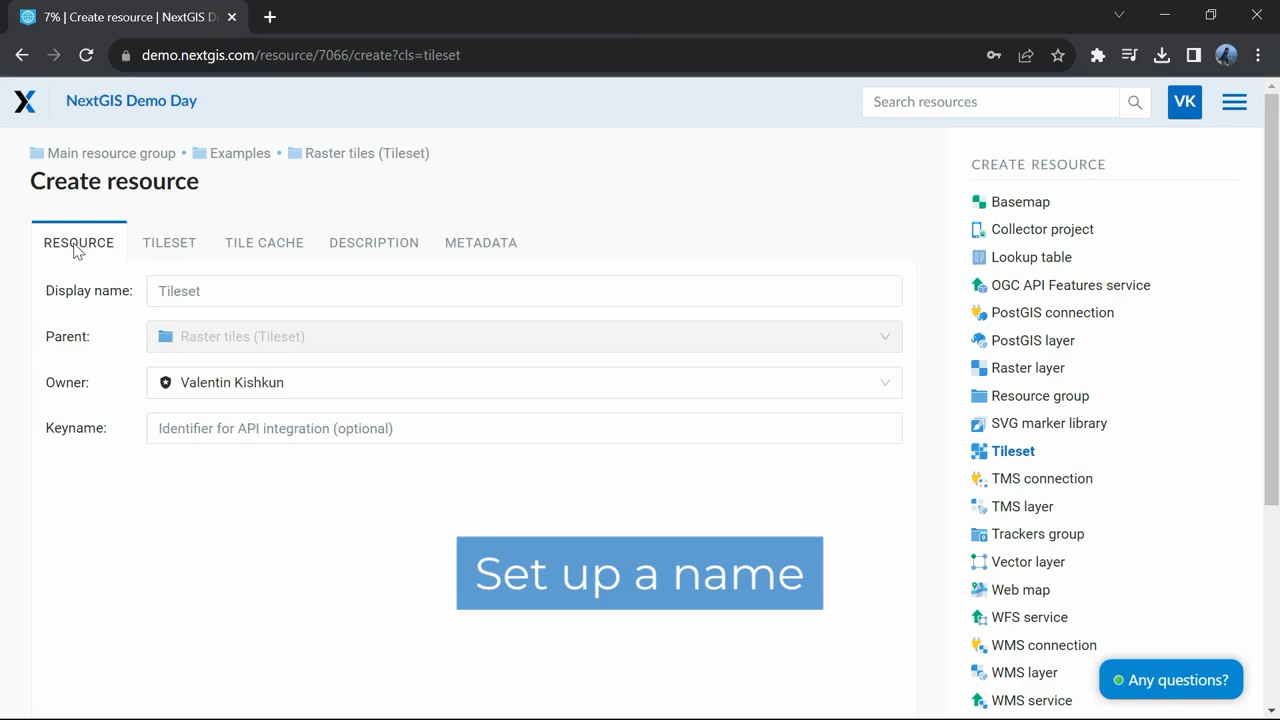 7% | Create resource | NextGIS D
demo.nextgis.com/resource/7066/create?cls=tileset
NextGIS Demo Day
Search resources
VK
Main resource group • Examples • Raster tiles (Tileset)
Create resource
RESOURCE TILESET TILE CACHE DESCRIPTION METADATA
Display name: Tileset
Parent: Raster tiles (Tileset)
Owner: Valentin Kishkun
Keyname: Identifier for API integration (optional)
Set up a name
CREATE RESOURCE
Basemap
Collector project
Lookup table
OGC API Features service
PostGIS connection
PostGIS layer
Raster layer
Resource group
SVG marker library
Tileset
TMS connection
TMS layer
Trackers group
Vector layer
Web map
WFS service
WMS connection
WMS layer
WMS service
Any questions?